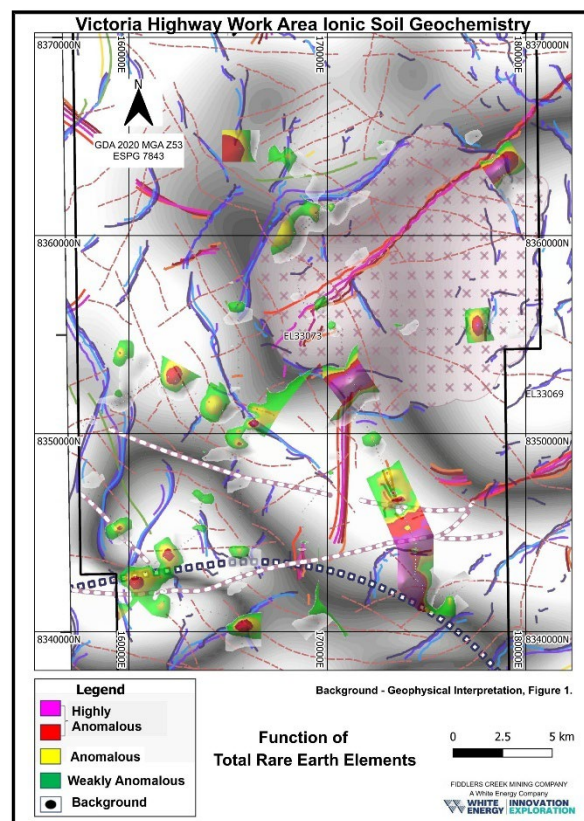 Victoria Highway Work Area Ionic Soil Geochemistry
8370000N
160000E
170000E
180000E
8370000N
N
GDA 2020 MGA Z53
ESPG 7843
8360000N
8360000N
EL33073
EL33069
8350000N
8350000N
8340000N
8340000N
160000E
170000E
180000E
Legend
Highly
Anomalous
Anomalous
Weakly Anomalous
Background
Background - Geophysical Interpretation, Figure 1.
Function of
Total Rare Earth Elements
0 2.5 5 km
FIDDLERS CREEK MINING COMPANY
A White Energy Company
WHITE ENERGY
INNOVATION EXPLORATION